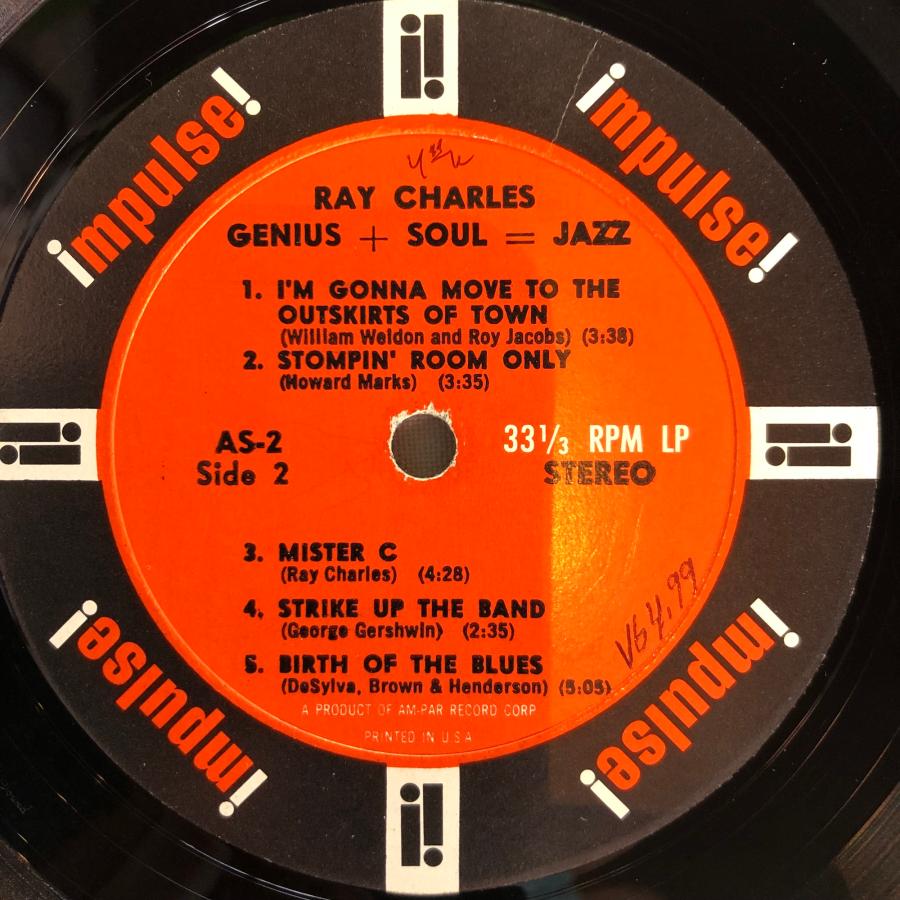 impulse!
impulse!
RAY CHARLES
GENIUS + SOUL = JAZZ
1. I'M GONNA MOVE TO THE
OUTSKIRTS OF TOWN
(William Weldon and Roy Jacobs) (3:38)
2. STOMPIN' ROOM ONLY
(Howard Marks) (3:35)
AS-2
Side 2
33 1/3 RPM LP
STEREO
3. MISTER C
(Ray Charles) (4:28)
4. STRIKE UP THE BAND
(George Gershwin) (2:35)
5. BIRTH OF THE BLUES
(DeSylva, Brown & Henderson) (5:05)
A PRODUCT OF AM-PAR RECORD CORP
PRINTED IN U.S.A
impulse!
impulse!